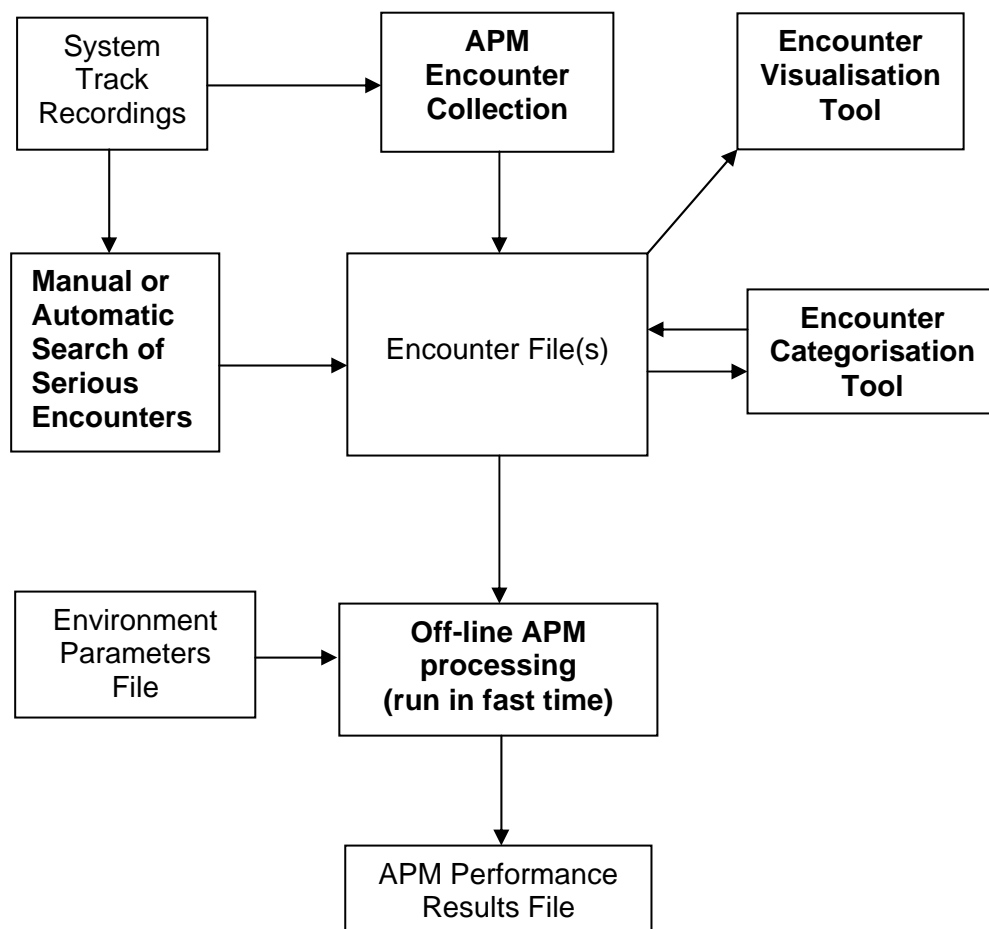 System
Track
Recordings
APM
Encounter
Collection
Encounter
Visualisation
Tool
Manual or
Automatic
Search of
Serious
Encounters
Encounter File(s)
Encounter
Categorisation
Tool
Environment
Parameters
File
Off-line APM
processing
(run in fast time)
APM Performance
Results File